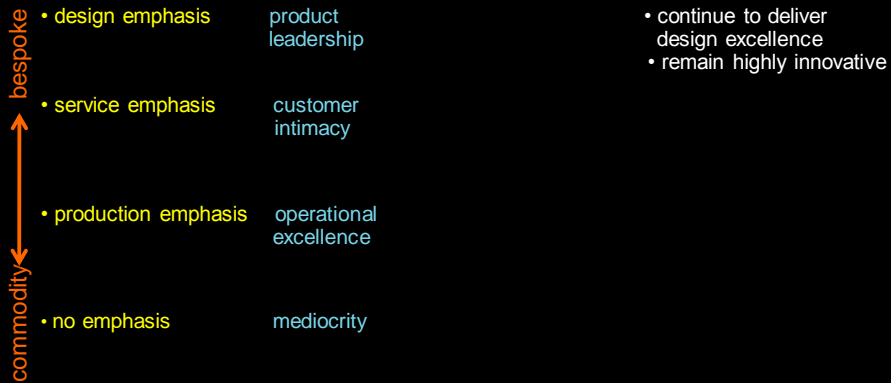 bespoke
• design emphasis
product
leadership
• continue to deliver
design excellence
• remain highly innovative
• service emphasis
customer
intimacy
• production emphasis
operational
excellence
commodity
• no emphasis
mediocrity